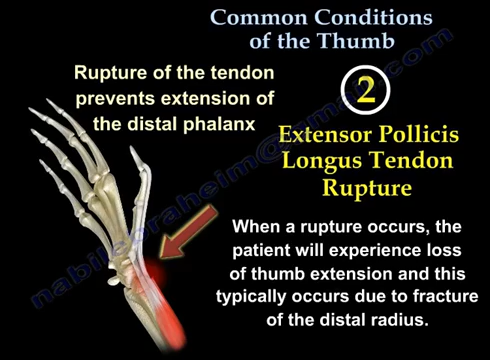 Common Conditions
of the Thumb
Rupture of the tendon
prevents extension of
the distal phalanx
2
Extensor Pollicis
Longus Tendon
Rupture
When a rupture occurs, the
patient will experience loss
of thumb extension and this
typically occurs due to fracture
of the distal radius.